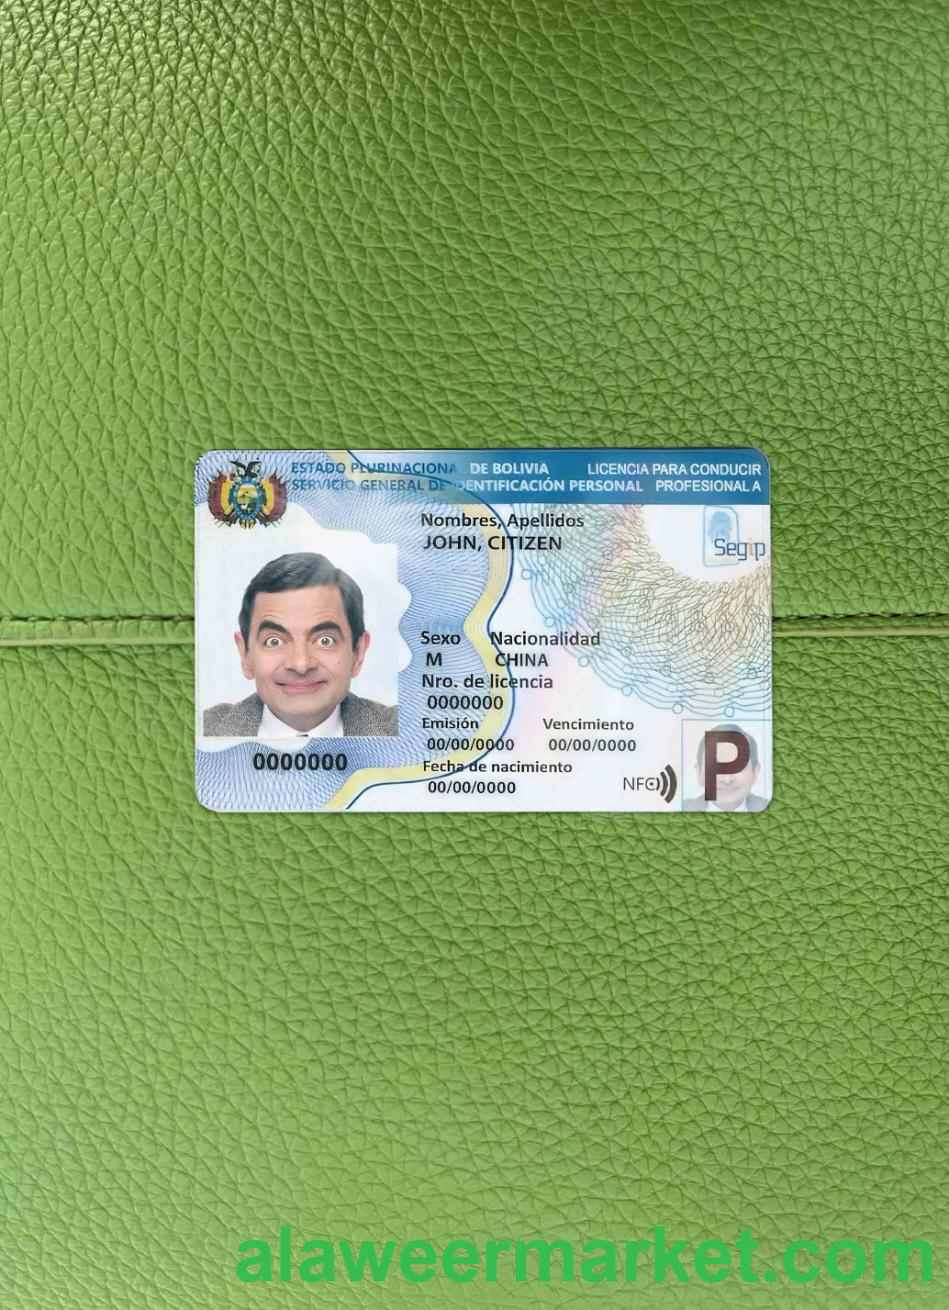 ESTADO PLURINACIONA DE BOLIVIA LICENCIA PARA CONDUCIR
SERVICIO GENERAL DE IDENTIFICACIÓN PERSONAL PROFESIONAL A
Segip
Nombres, Apellidos
JOHN, CITIZEN
Sexo Nacionalidad
M CHINA
Nro. de licencia
0000000
Emisión Vencimiento
00/00/0000 00/00/0000
0000000
Fecha de nacimiento
00/00/0000
NFC
P
alaweermarket.com